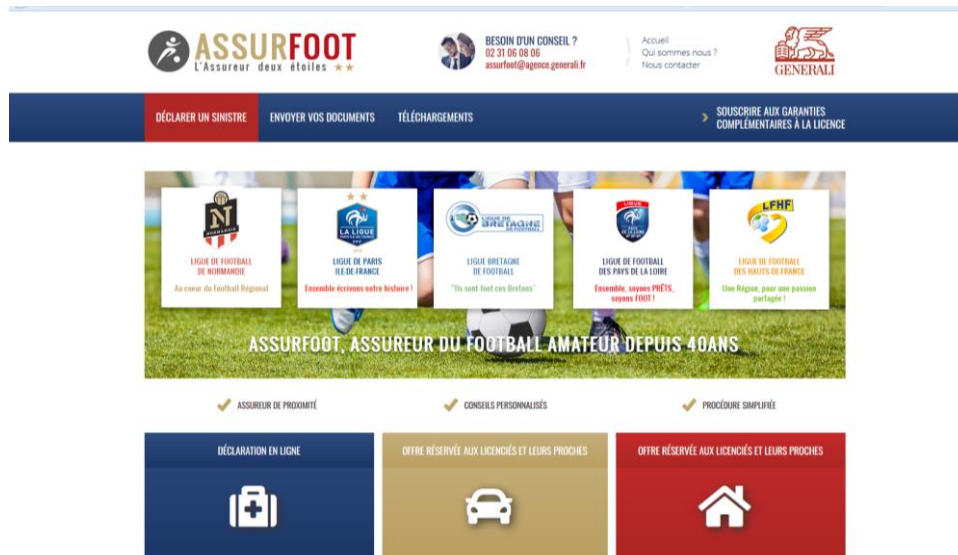 ASSURFOOT
L'Assureur deux étoiles
BESOIN D'UN CONSEIL ?
02 31 06 08 06
assurfoot@agence.generali.fr
Accueil
Qui sommes nous ?
Nous contacter
GENERALI
DÉCLARER UN SINISTRE
ENVOYER VOS DOCUMENTS
TÉLÉCHARGEMENTS
SOUSCRIRE AUX GARANTIES
COMPLÉMENTAIRES À LA LICENCE
N
NORMANDIE
LIGUE DE FOOTBALL
DE NORMANDIE
Au coeur du Football Régional
LA LIGUE
LIGUE DE PARIS
ILE-DE-FRANCE
Ensemble écrivons notre histoire !
LIGUE DE
BRETAGNE
DE FOOTBALL
LIGUE BRETAGNE
DE FOOTBALL
"Ils sont foot ces Bretons"
LIGUE
LIGUE DE FOOTBALL
DES PAYS DE LA LOIRE
Ensemble, soyons PRÊTS,
soyons FOOT !
LFHF
LIGUE DE FOOTBALL
DES HAUTS-DE-FRANCE
Une Région, pour une passion
partagée !
ASSURFOOT, ASSUREUR DU FOOTBALL AMATEUR DEPUIS 40ANS
ASSUREUR DE PROXIMITÉ
CONSEILS PERSONNALISÉS
PROCÉDURE SIMPLIFIÉE
DÉCLARATION EN LIGNE
OFFRE RÉSERVÉE AUX LICENCIÉS ET LEURS PROCHES
OFFRE RÉSERVÉE AUX LICENCIÉS ET LEURS PROCHES